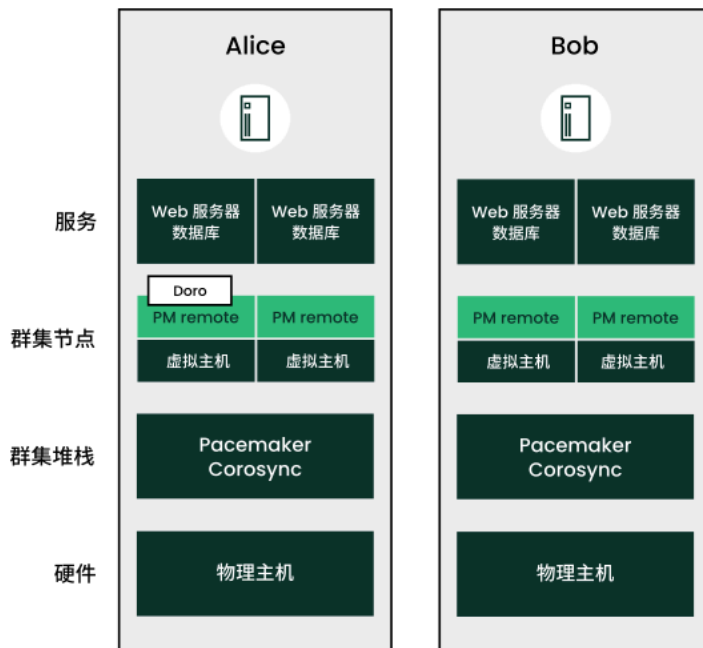 Alice
Bob
服务
Web 服务器
数据库
Web 服务器
数据库
Web 服务器
数据库
Web 服务器
数据库
Doro
群集节点
PM remote
PM remote
PM remote
PM remote
虚拟主机
虚拟主机
虚拟主机
虚拟主机
群集堆栈
Pacemaker
Corosync
Pacemaker
Corosync
硬件
物理主机
物理主机